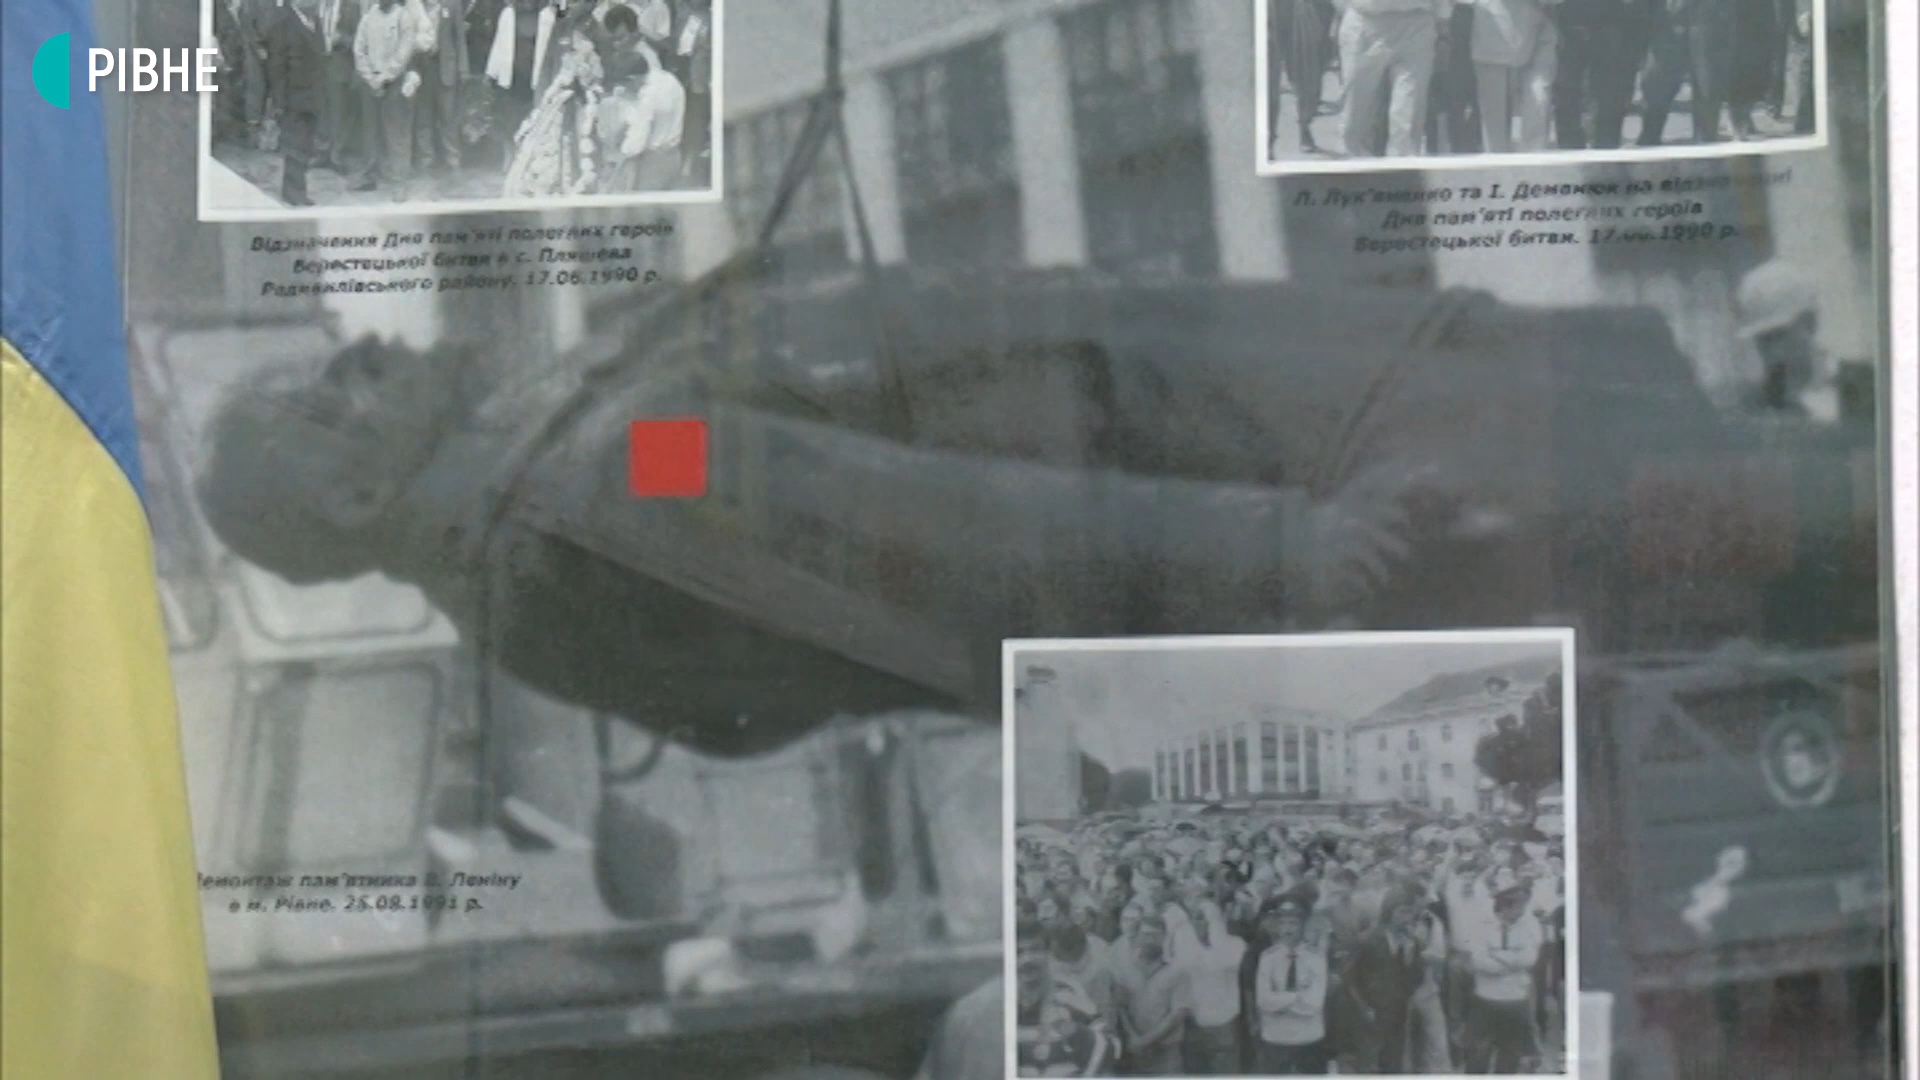 РІВНЕ
Відзначення Дня пам'яті полеглих героїв
Берестецької битви в с. Пляшева
Радивилівського району. 17.06.1990 р.
Л. Лук'яненко та І. Демянюк на відзначенні
Дня пам'яті полеглих героїв
Берестецької битви. 17.06.1990 р.
Демонтаж пам'ятника В. Леніну
в м. Рівне. 25.08.1991 р.